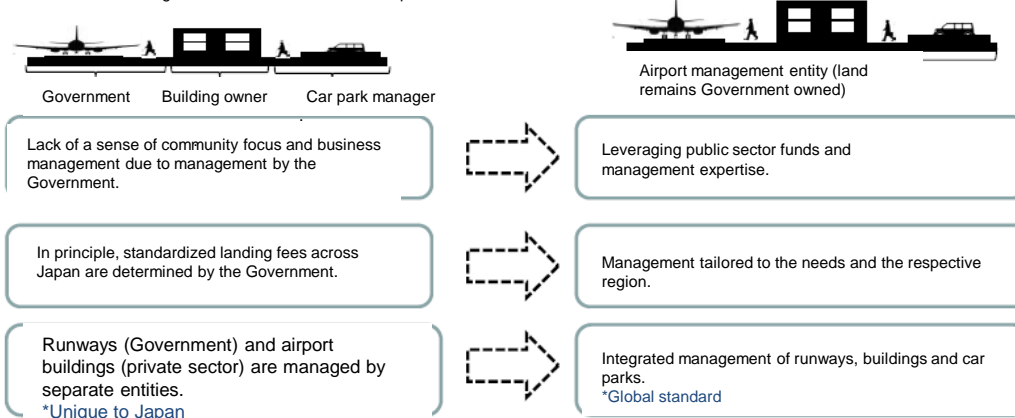 Government
Building owner
Car park manager
Airport management entity (land
remains Government owned)
Lack of a sense of community focus and business
management due to management by the
Government.
Leveraging public sector funds and
management expertise.
In principle, standardized landing fees across
Japan are determined by the Government.
Management tailored to the needs and the respective
region.
Runways (Government) and airport
buildings (private sector) are managed by
separate entities.
*Unique to Japan
Integrated management of runways, buildings and car
parks.
*Global standard